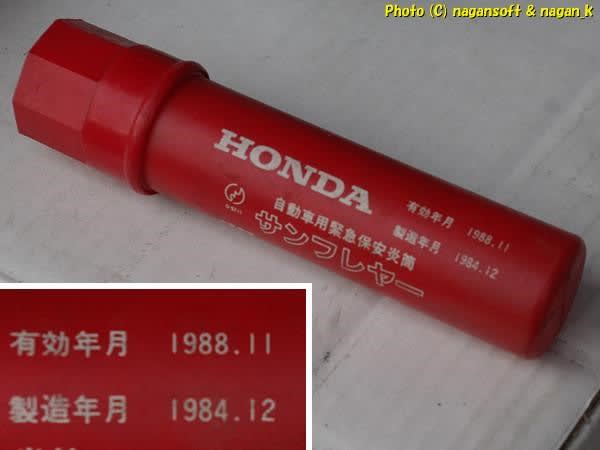 Photo (C) nagansoft & nagan_K
HONDA
自動車用緊急保安炎筒
サンフレヤー
有効年月 1988.11
製造年月 1984.12
有効年月 1988.11
製造年月 1984.12